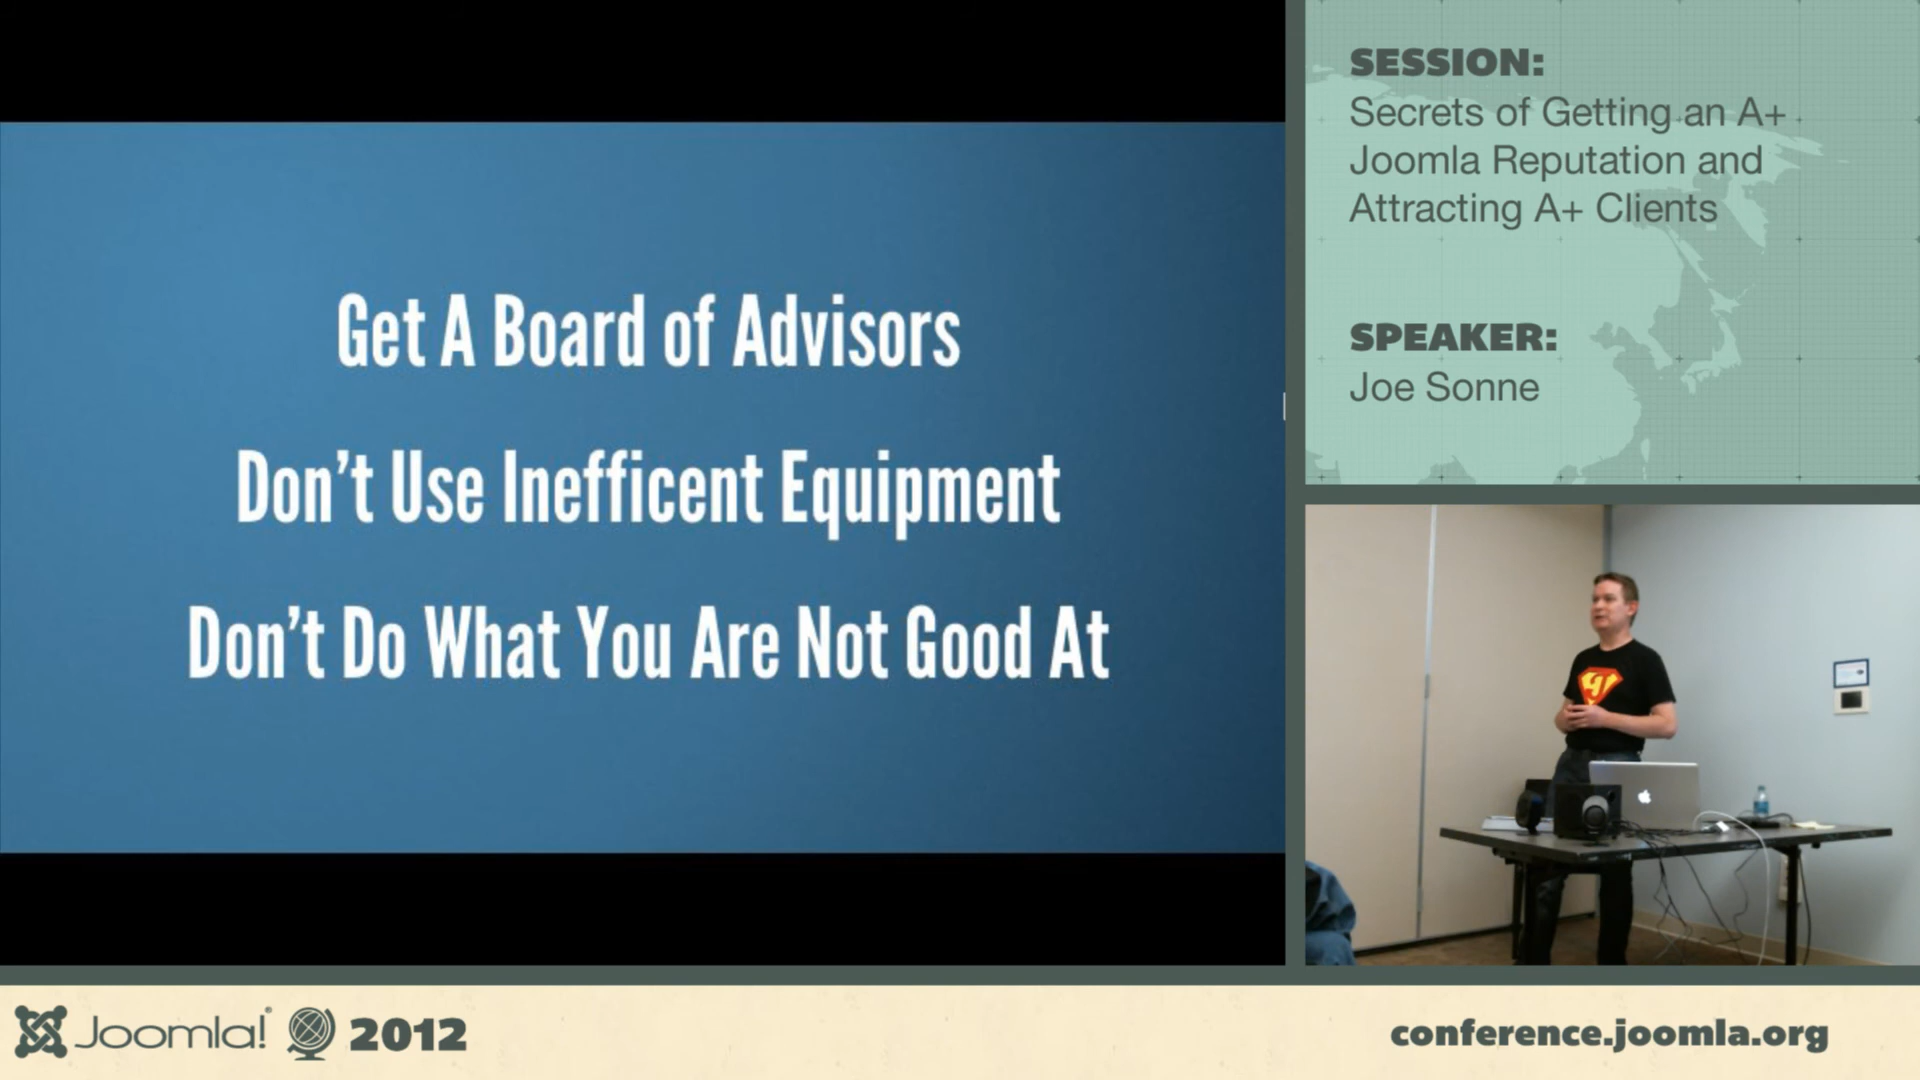 Get A Board of Advisors
Don't Use Inefficent Equipment
Don't Do What You Are Not Good At
SESSION:
Secrets of Getting an A+
Joomla Reputation and
Attracting A+ Clients
SPEAKER:
Joe Sonne
Joomla!® 2012
conference.joomla.org